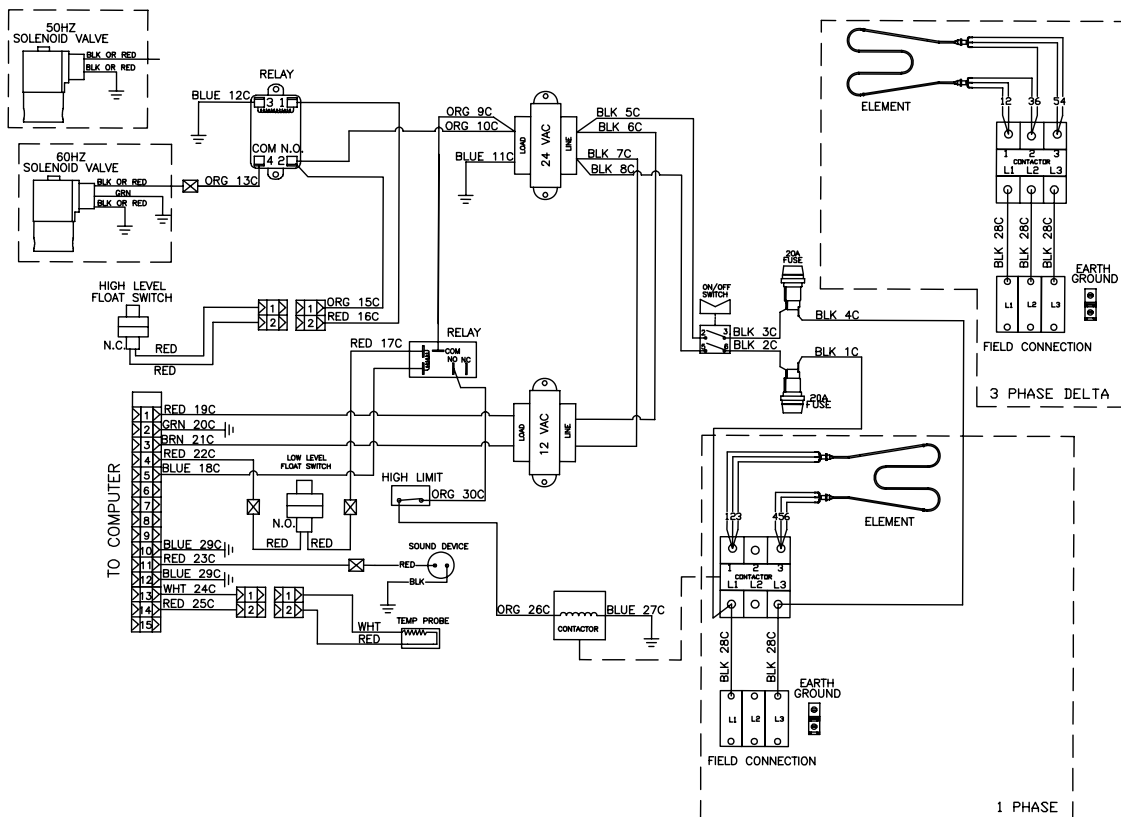 50HZ
SOLENOID VALVE
BLK OR RED
BLK OR RED
60HZ
SOLENOID VALVE
BLK OR RED
GRN
BLK OR RED
RELAY
BLUE 12C
3 1
COM N.O.
4 2
ORG 13C
ORG 9C
ORG 10C
BLUE 11C
LOAD
24 VAC
LINE
BLK 5C
BLK 6C
BLK 7C
BLK 8C
ELEMENT
12
36
54
1 2 3
CONTACTOR
L1 L2 L3
BLK 28C
BLK 28C
BLK 28C
EARTH
GROUND
L1 L2 L3
FIELD CONNECTION
3 PHASE DELTA
HIGH LEVEL
FLOAT SWITCH
N.C.
RED
RED
1
2
1
2
ORG 15C
RED 16C
RELAY
RED 17C
COM
NO NC
20A
FUSE
ON/OFF
SWITCH
2 3
5 6
BLK 3C
BLK 2C
BLK 4C
BLK 1C
20A
FUSE
TO COMPUTER
1
2
3
4
5
6
7
8
9
10
11
12
13
14
15
RED 19C
GRN 20C
BRN 21C
RED 22C
BLUE 18C
BLUE 29C
RED 23C
BLUE 29C
WHT 24C
RED 25C
LOW LEVEL
FLOAT SWITCH
N.O.
RED
RED
HIGH LIMIT
ORG 30C
LOAD
12 VAC
LINE
SOUND DEVICE
RED
BLK
1
2
1
2
WHT
RED
TEMP PROBE
ORG 26C
BLUE 27C
CONTACTOR
ELEMENT
123
456
1 2 3
CONTACTOR
L1 L2 L3
BLK 28C
BLK 28C
EARTH
GROUND
L1 L2 L3
FIELD CONNECTION
1 PHASE